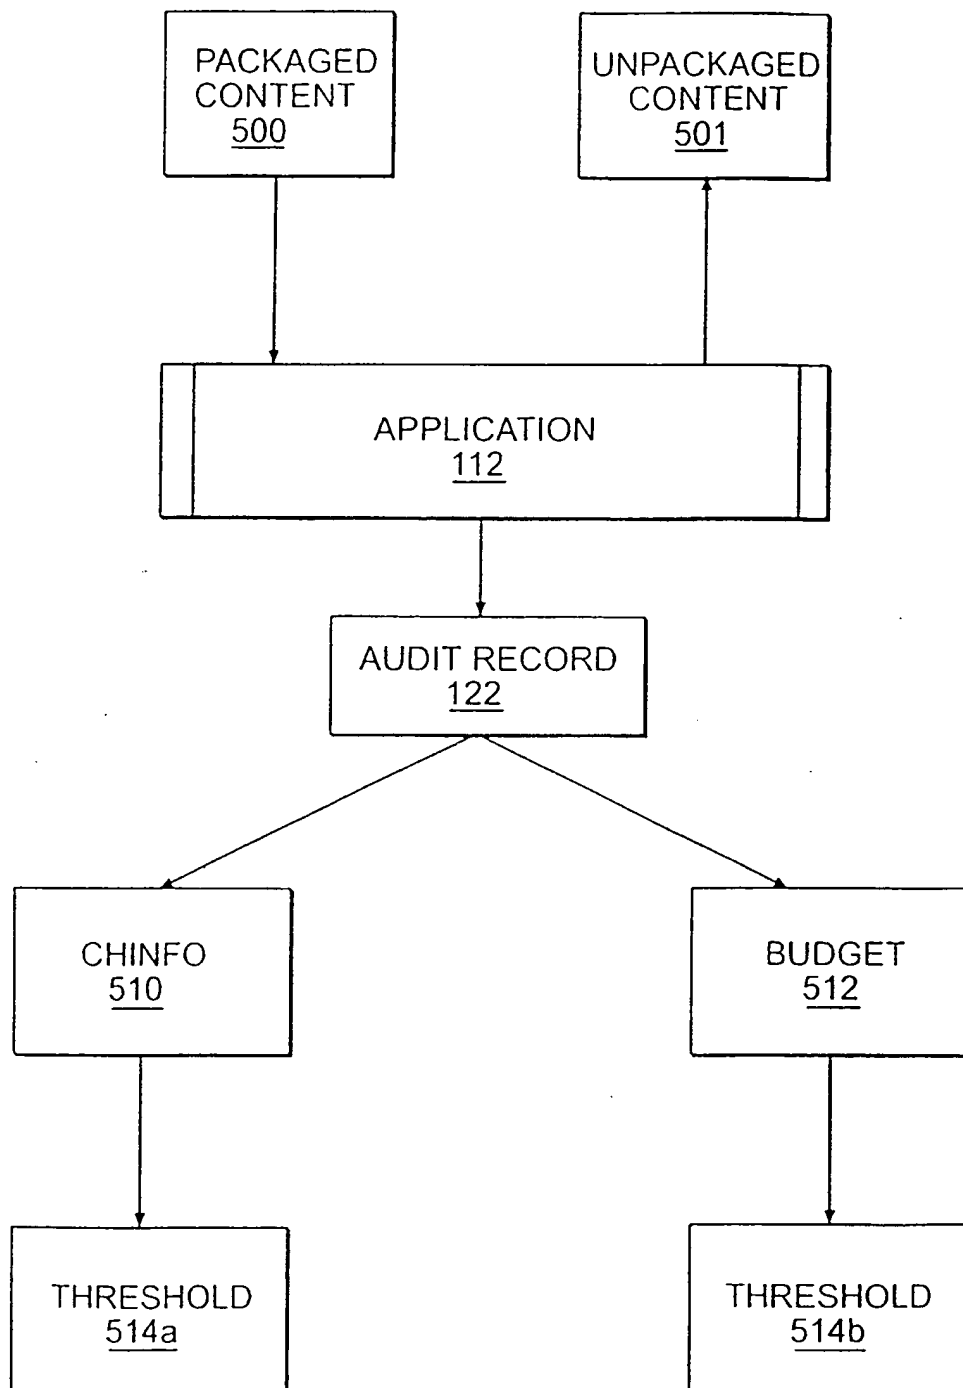 PACKAGED
CONTENT
500
UNPACKAGED
CONTENT
501
APPLICATION
112
AUDIT RECORD
122
CHINFO
510
BUDGET
512
THRESHOLD
514a
THRESHOLD
514b